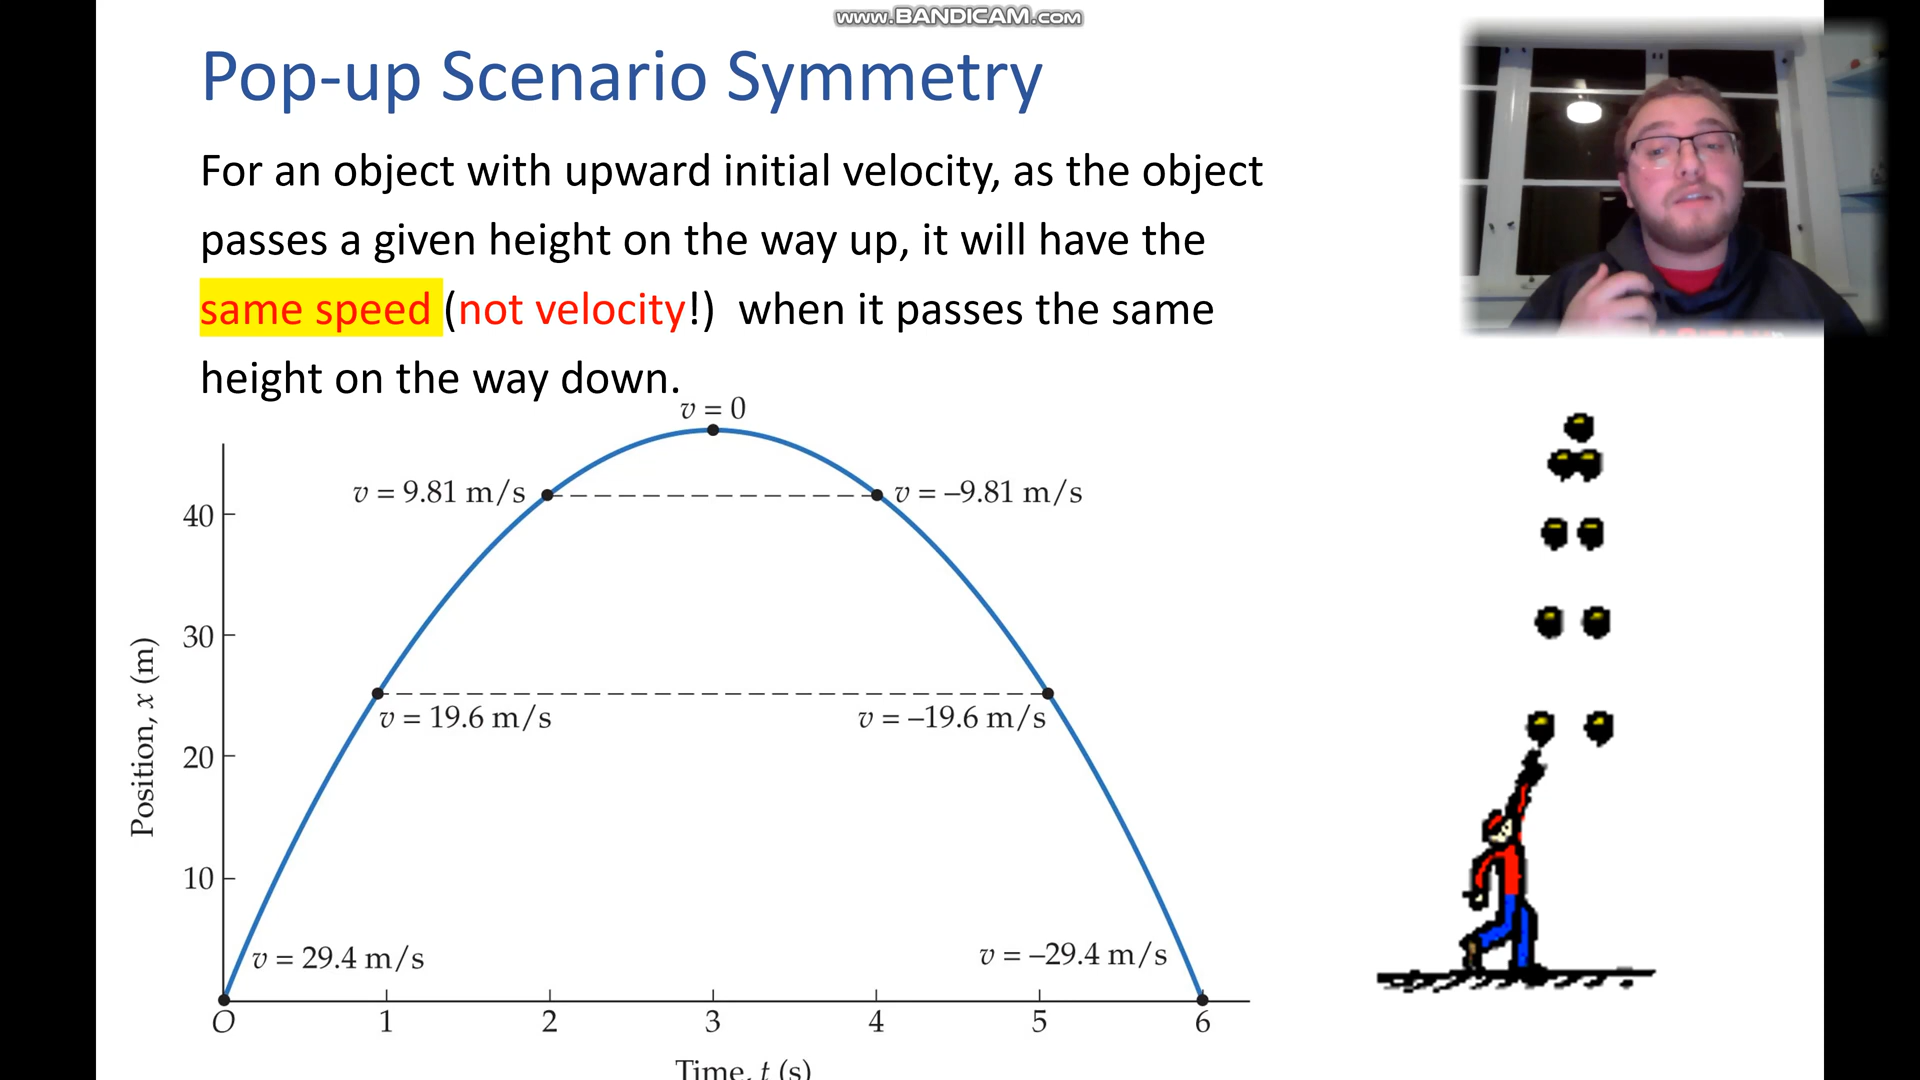 www.BANDICAM.com
Pop-up Scenario Symmetry
For an object with upward initial velocity, as the object
passes a given height on the way up, it will have the
same speed (not velocity!) when it passes the same
height on the way down.
v = 0
v = 9.81 m/s
v = –9.81 m/s
40
30
v = 19.6 m/s
v = –19.6 m/s
20
10
Position, x (m)
v = 29.4 m/s
v = –29.4 m/s
O 1 2 3 4 5 6
Time, t (s)